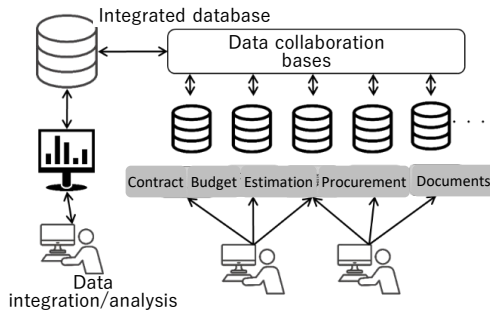 Integrated database
Data collaboration
bases
. . . .
Contract Budget Estimation Procurement Documents
Data
integration/analysis